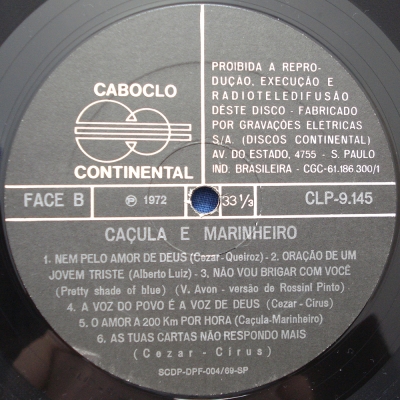 CABOCLO
CONTINENTAL
PROIBIDA A REPRO-
DUÇÃO, EXECUÇÃO E
RADIOTELEDIFUSÃO
DÊSTE DISCO - FABRICADO
POR GRAVAÇÕES ELÉTRICAS
S/A. (DISCOS CONTINENTAL)
AV. DO ESTADO, 4755 - S. PAULO
IND. BRASILEIRA - CGC-61.186.300/1
FACE B
Ⓟ 1972
33 1/3
CLP-9.145
CAÇULA E MARINHEIRO
1. NEM PELO AMOR DE DEUS (Cezar-Queiroz) - 2. ORAÇÃO DE UM
JOVEM TRISTE (Alberto Luiz) - 3. NÃO VOU BRIGAR COM VOCÊ
(Pretty shade of blue) (V. Avon - versão de Rossini Pinto)
4. A VOZ DO POVO É A VOZ DE DEUS (Cezar - Cirus)
5. O AMOR A 200 Km POR HORA (Caçula-Marinheiro)
6. AS TUAS CARTAS NÃO RESPONDO MAIS
(Cezar - Cirus)
SCDP-DPF-004/69-SP